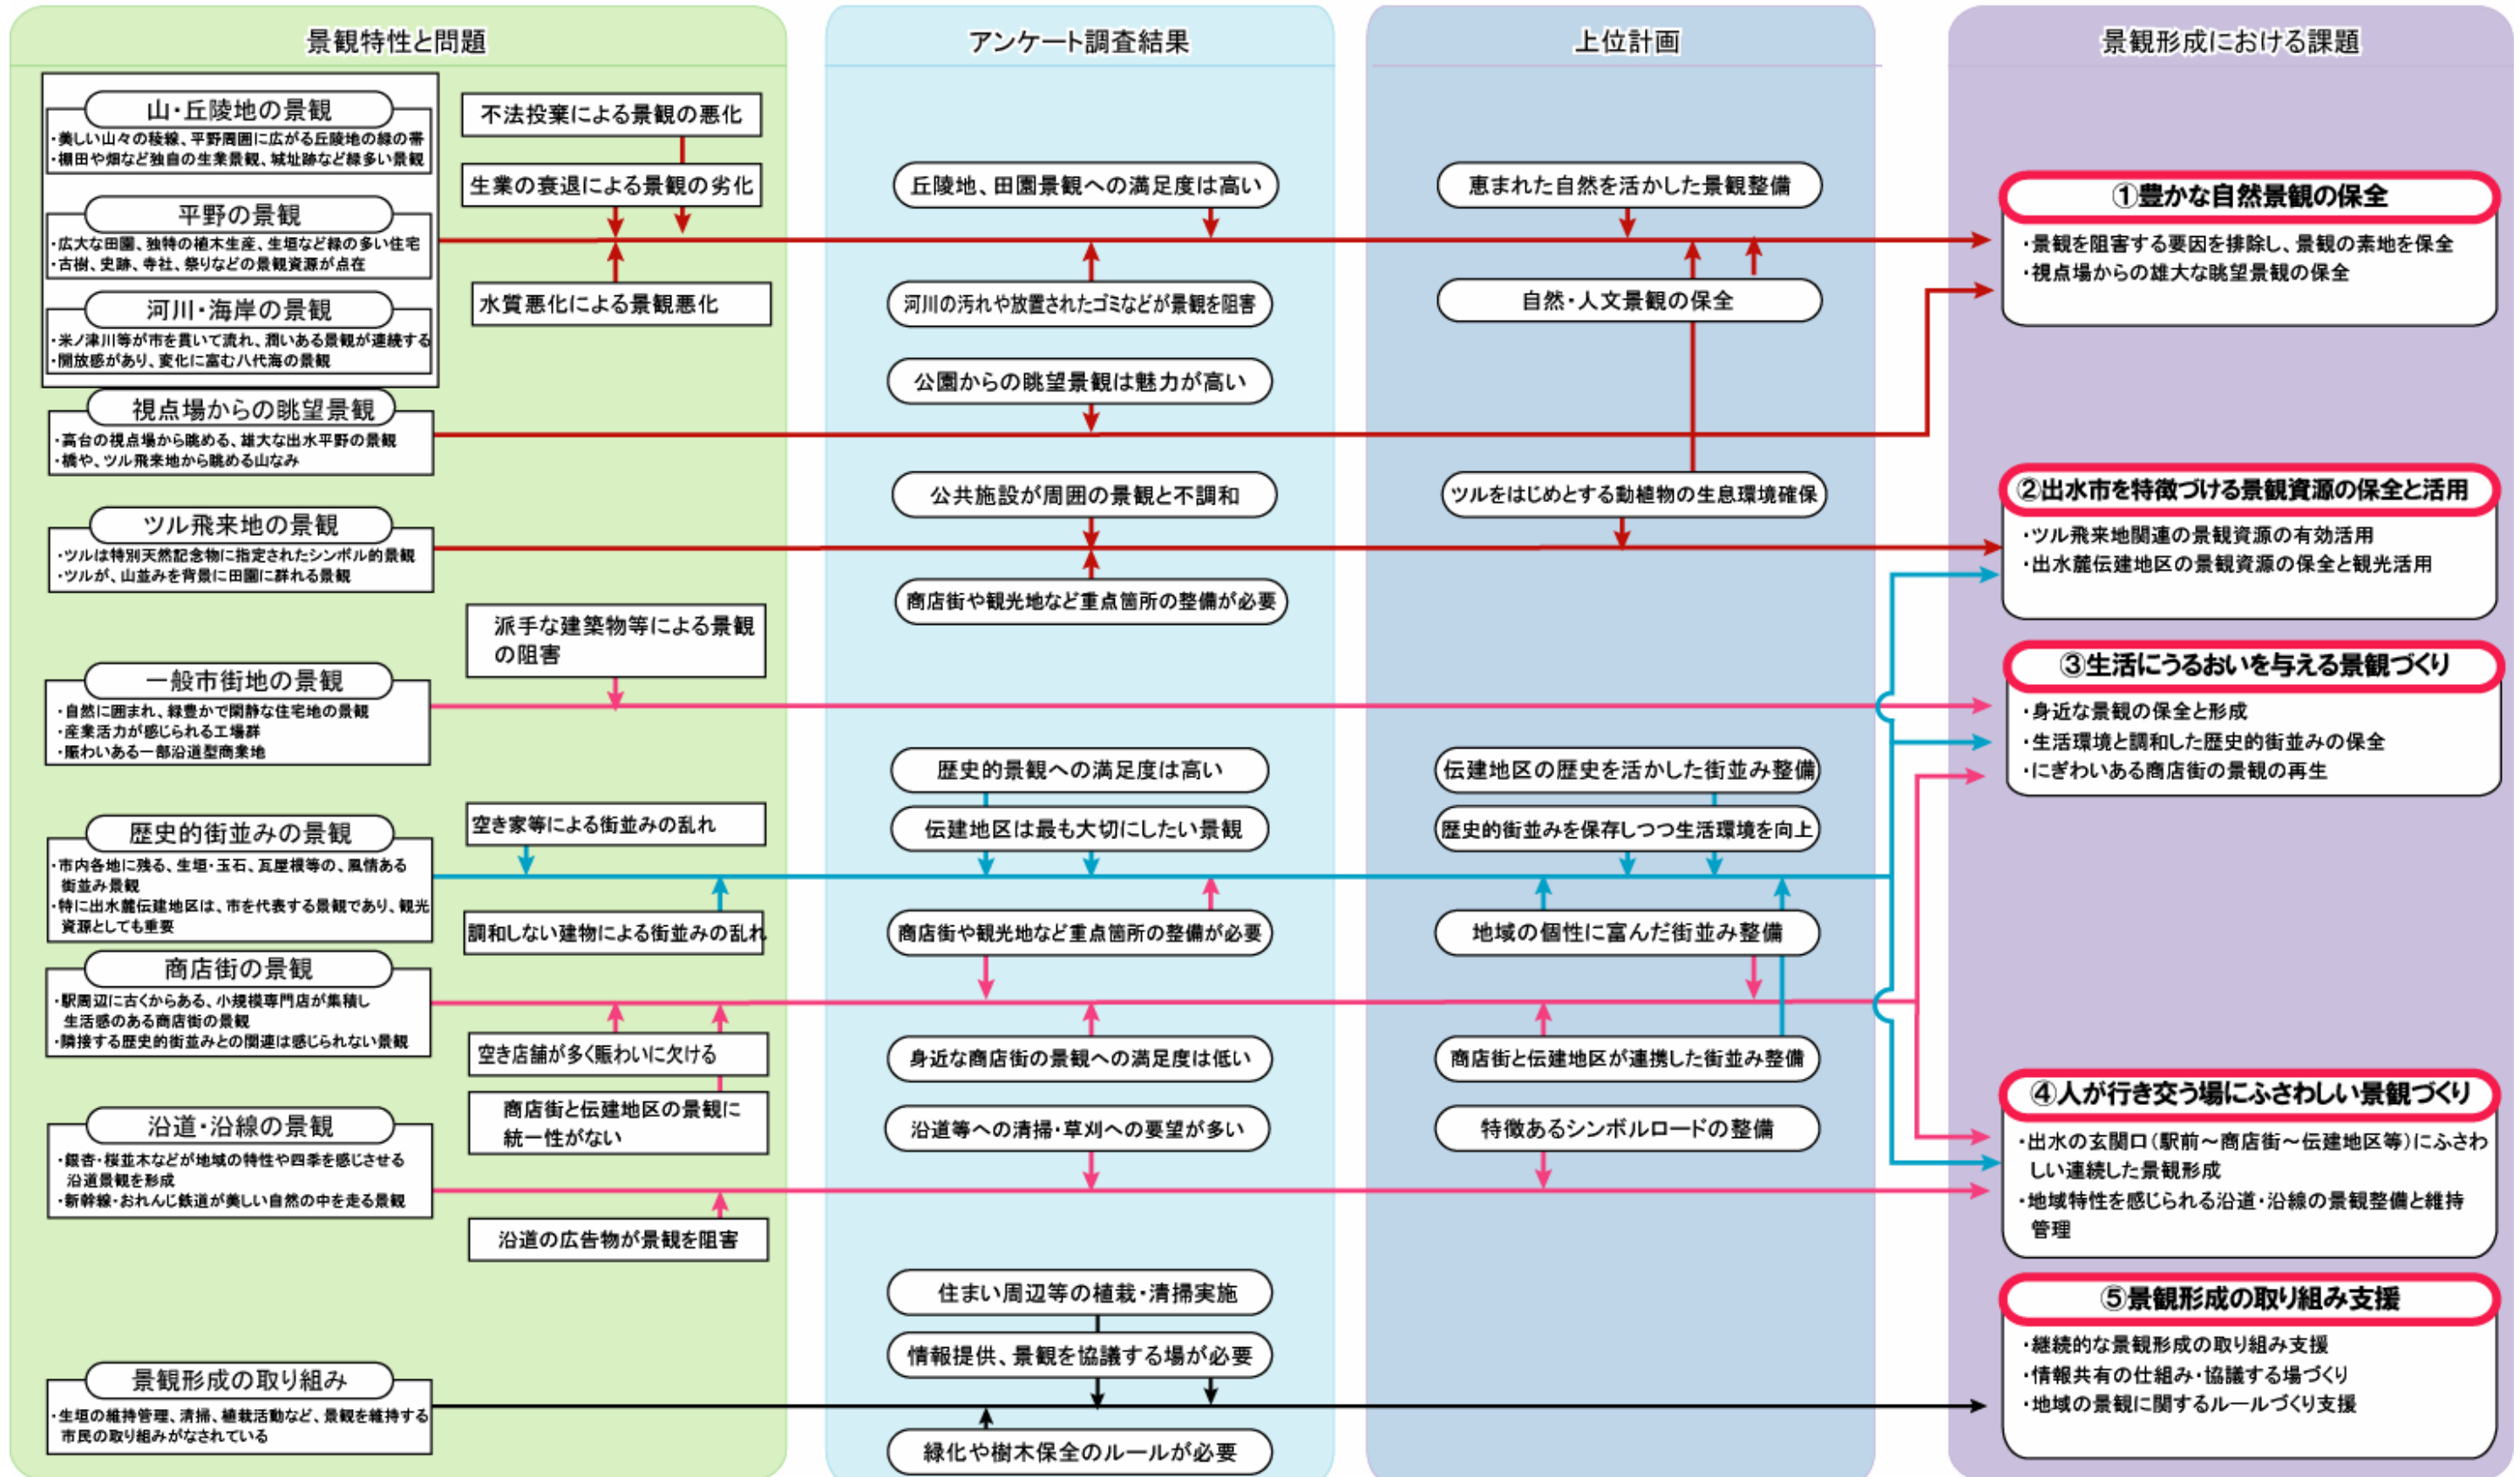 景観特性と問題
山・丘陵地の景観
・美しい山々の稜線、平野周囲に広がる丘陵地の緑の帯
・棚田や畑など独自の生業景観、城址跡など緑多い景観
平野の景観
・広大な田園、独特の植木生産、生垣など緑の多い住宅
・古樹、史跡、寺社、祭りなどの景観資源が点在
河川・海岸の景観
・米ノ津川等が市を貫いて流れ、潤いある景観が連続する
・開放感があり、変化に富む八代海の景観
視点場からの眺望景観
・高台の視点場から眺める、雄大な出水平野の景観
・橋や、ツル飛来地から眺める山なみ
ツル飛来地の景観
・ツルは特別天然記念物に指定されたシンボル的景観
・ツルが、山並みを背景に田園に群れる景観
一般市街地の景観
・自然に囲まれ、緑豊かで閑静な住宅地の景観
・産業活力が感じられる工場群
・賑わいある一部沿道型商業地
歴史的街並みの景観
・市内各地に残る、生垣・玉石、瓦屋根等の、風情ある
街並み景観
・特に出水麓伝建地区は、市を代表する景観であり、観光
資源としても重要
商店街の景観
・駅周辺に古くからある、小規模専門店が集積し
生活感のある商店街の景観
・隣接する歴史的街並みとの関連は感じられない景観
沿道・沿線の景観
・銀杏・桜並木などが地域の特性や四季を感じさせる
沿道景観を形成
・新幹線・おれんじ鉄道が美しい自然の中を走る景観
景観形成の取り組み
・生垣の維持管理、清掃、植栽活動など、景観を維持する
市民の取り組みがなされている
不法投棄による景観の悪化
生業の衰退による景観の劣化
水質悪化による景観悪化
派手な建築物等による景観
の阻害
空き家等による街並みの乱れ
調和しない建物による街並みの乱れ
空き店舗が多く賑わいに欠ける
商店街と伝建地区の景観に
統一性がない
沿道の広告物が景観を阻害
アンケート調査結果
丘陵地、田園景観への満足度は高い
河川の汚れや放置されたゴミなどが景観を阻害
公園からの眺望景観は魅力が高い
公共施設が周囲の景観と不調和
商店街や観光地など重点箇所の整備が必要
歴史的景観への満足度は高い
伝建地区は最も大切にしたい景観
商店街や観光地など重点箇所の整備が必要
身近な商店街の景観への満足度は低い
沿道等への清掃・草刈への要望が多い
住まい周辺等の植栽・清掃実施
情報提供、景観を協議する場が必要
緑化や樹木保全のルールが必要
上位計画
恵まれた自然を活かした景観整備
自然・人文景観の保全
ツルをはじめとする動植物の生息環境確保
伝建地区の歴史を活かした街並み整備
歴史的街並みを保存しつつ生活環境を向上
地域の個性に富んだ街並み整備
商店街と伝建地区が連携した街並み整備
特徴あるシンボルロードの整備
景観形成における課題
①豊かな自然景観の保全
・景観を阻害する要因を排除し、景観の素地を保全
・視点場からの雄大な眺望景観の保全
②出水市を特徴づける景観資源の保全と活用
・ツル飛来地関連の景観資源の有効活用
・出水麓伝建地区の景観資源の保全と観光活用
③生活にうるおいを与える景観づくり
・身近な景観の保全と形成
・生活環境と調和した歴史的街並みの保全
・にぎわいある商店街の景観の再生
④人が行き交う場にふさわしい景観づくり
・出水の玄関口（駅前～商店街～伝建地区等）にふさわ
しい連続した景観形成
・地域特性を感じられる沿道・沿線の景観整備と維持
管理
⑤景観形成の取り組み支援
・継続的な景観形成の取り組み支援
・情報共有の仕組み・協議する場づくり
・地域の景観に関するルールづくり支援